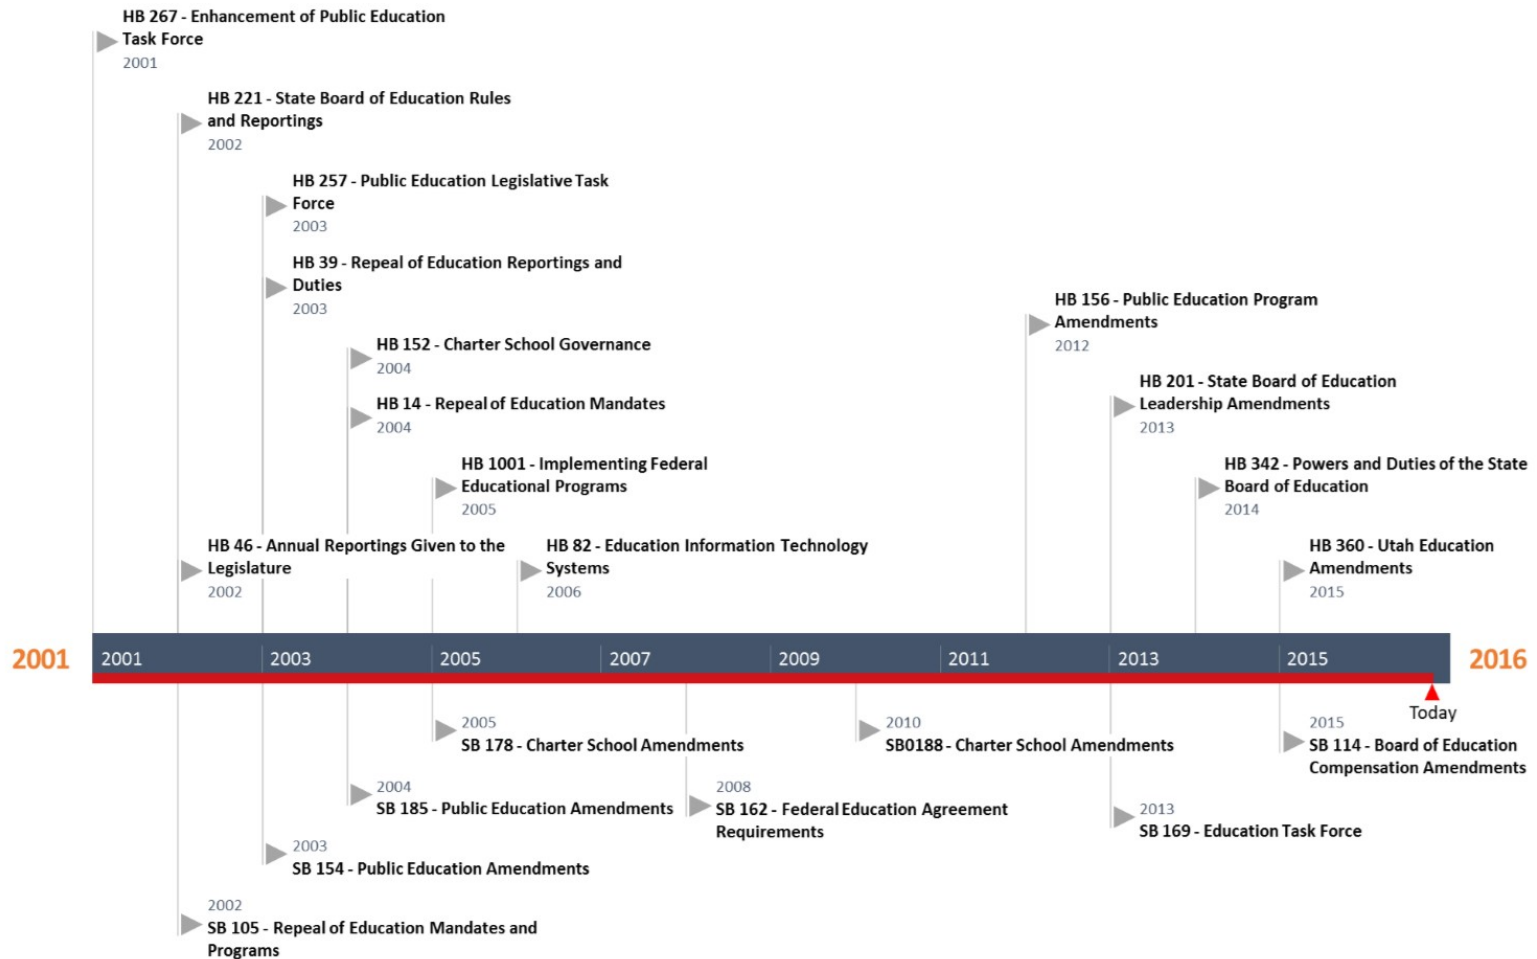 HB 267 - Enhancement of Public Education
Task Force
2001
HB 221 - State Board of Education Rules
and Reportings
2002
HB 257 - Public Education Legislative Task
Force
2003
HB 39 - Repeal of Education Reportings and
Duties
2003
HB 152 - Charter School Governance
2004
HB 14 - Repeal of Education Mandates
2004
HB 1001 - Implementing Federal
Educational Programs
2005
HB 46 - Annual Reportings Given to the
Legislature
2002
HB 82 - Education Information Technology
Systems
2006
HB 156 - Public Education Program
Amendments
2012
HB 201 - State Board of Education
Leadership Amendments
2013
HB 342 - Powers and Duties of the State
Board of Education
2014
HB 360 - Utah Education
Amendments
2015
2001 2001 2003 2005 2007 2009 2011 2013 2015 2016
Today
2005
SB 178 - Charter School Amendments
2010
SB0188 - Charter School Amendments
2015
SB 114 - Board of Education
Compensation Amendments
2004
SB 185 - Public Education Amendments
2008
SB 162 - Federal Education Agreement
Requirements
2013
SB 169 - Education Task Force
2003
SB 154 - Public Education Amendments
2002
SB 105 - Repeal of Education Mandates and
Programs